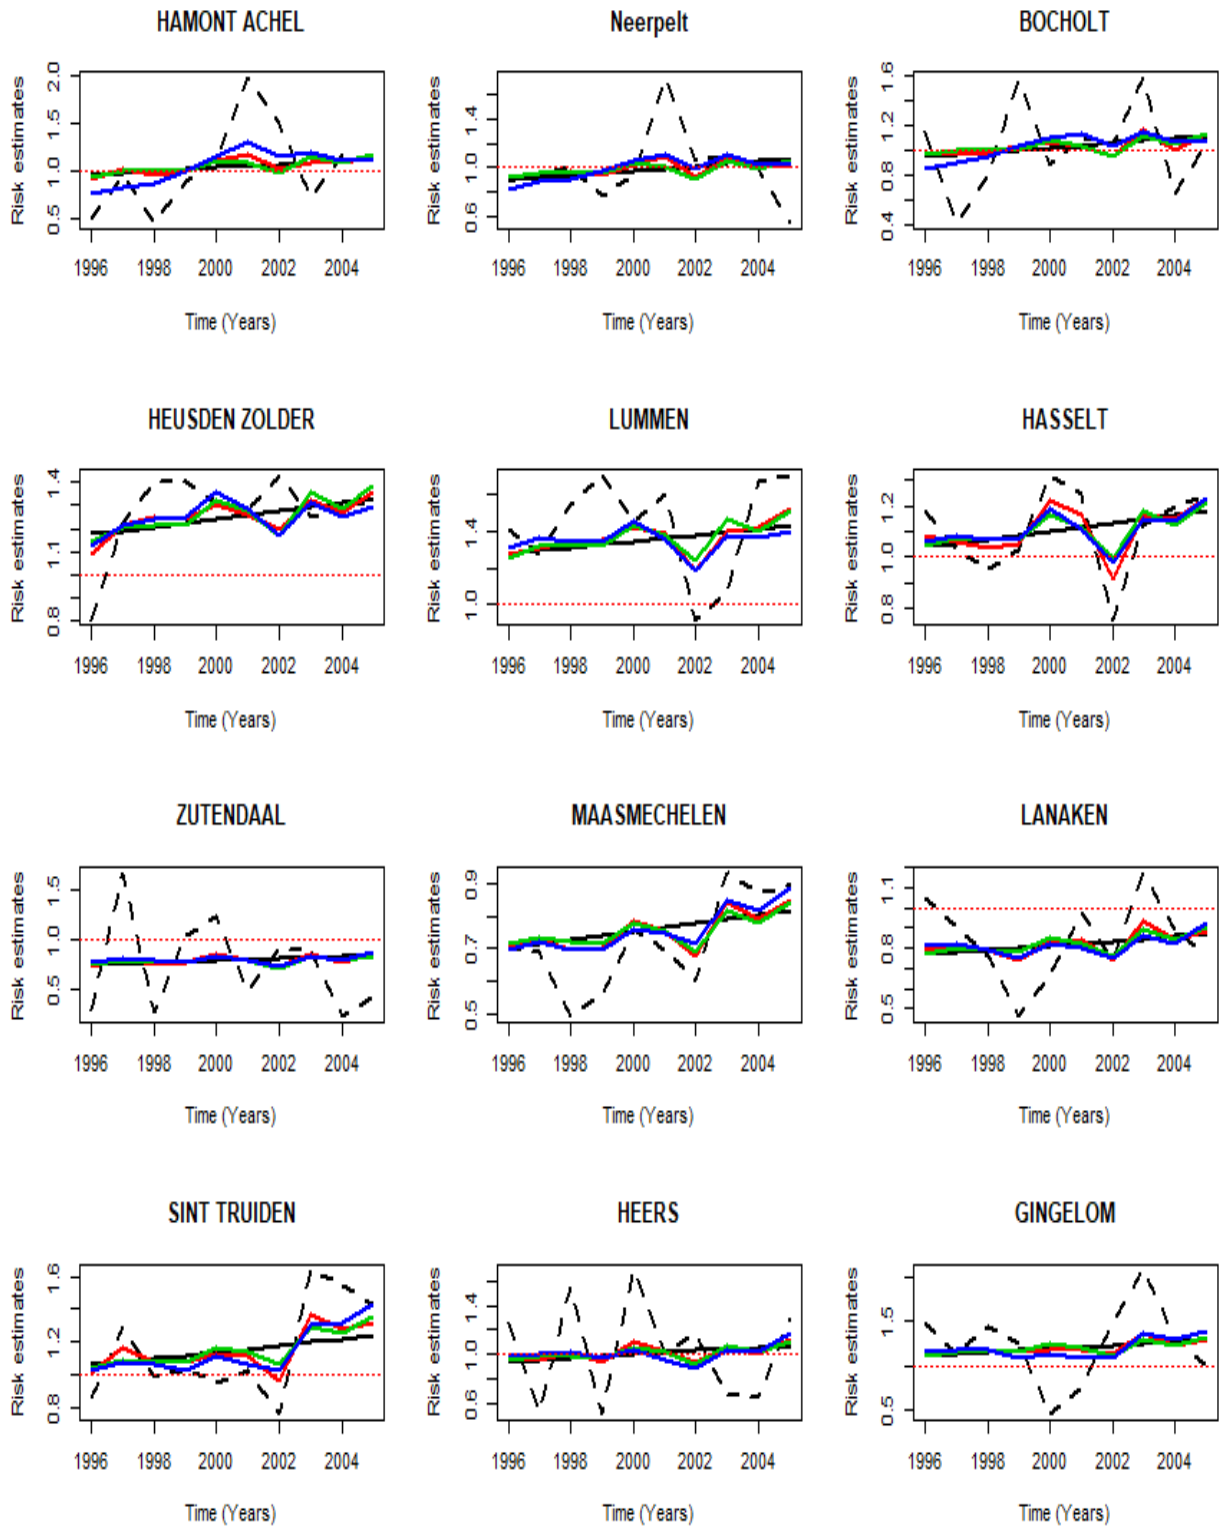 HAMONT ACHEL
Neerpelt
BOCHOLT
Risk estimates
0.5 1.0 1.5 2.0
1996 1998 2000 2002 2004
Time (Years)
Risk estimates
0.6 1.0 1.4
1996 1998 2000 2002 2004
Time (Years)
Risk estimates
0.4 0.8 1.2 1.6
1996 1998 2000 2002 2004
Time (Years)
HEUSDEN ZOLDER
LUMMEN
HASSELT
Risk estimates
0.8 1.1 1.4
1996 1998 2000 2002 2004
Time (Years)
Risk estimates
1.0 1.4
1996 1998 2000 2002 2004
Time (Years)
Risk estimates
0.8 1.0 1.2
1996 1998 2000 2002 2004
Time (Years)
ZUTENDAAL
MAASMECHELEN
LANAKEN
Risk estimates
0.5 1.0 1.5
1996 1998 2000 2002 2004
Time (Years)
Risk estimates
0.5 0.7 0.9
1996 1998 2000 2002 2004
Time (Years)
Risk estimates
0.5 0.8 1.1
1996 1998 2000 2002 2004
Time (Years)
SINT TRUIDEN
HEERS
GINGELOM
Risk estimates
0.8 1.2 1.6
1996 1998 2000 2002 2004
Time (Years)
Risk estimates
0.6 1.0 1.4
1996 1998 2000 2002 2004
Time (Years)
Risk estimates
0.5 1.5
1996 1998 2000 2002 2004
Time (Years)